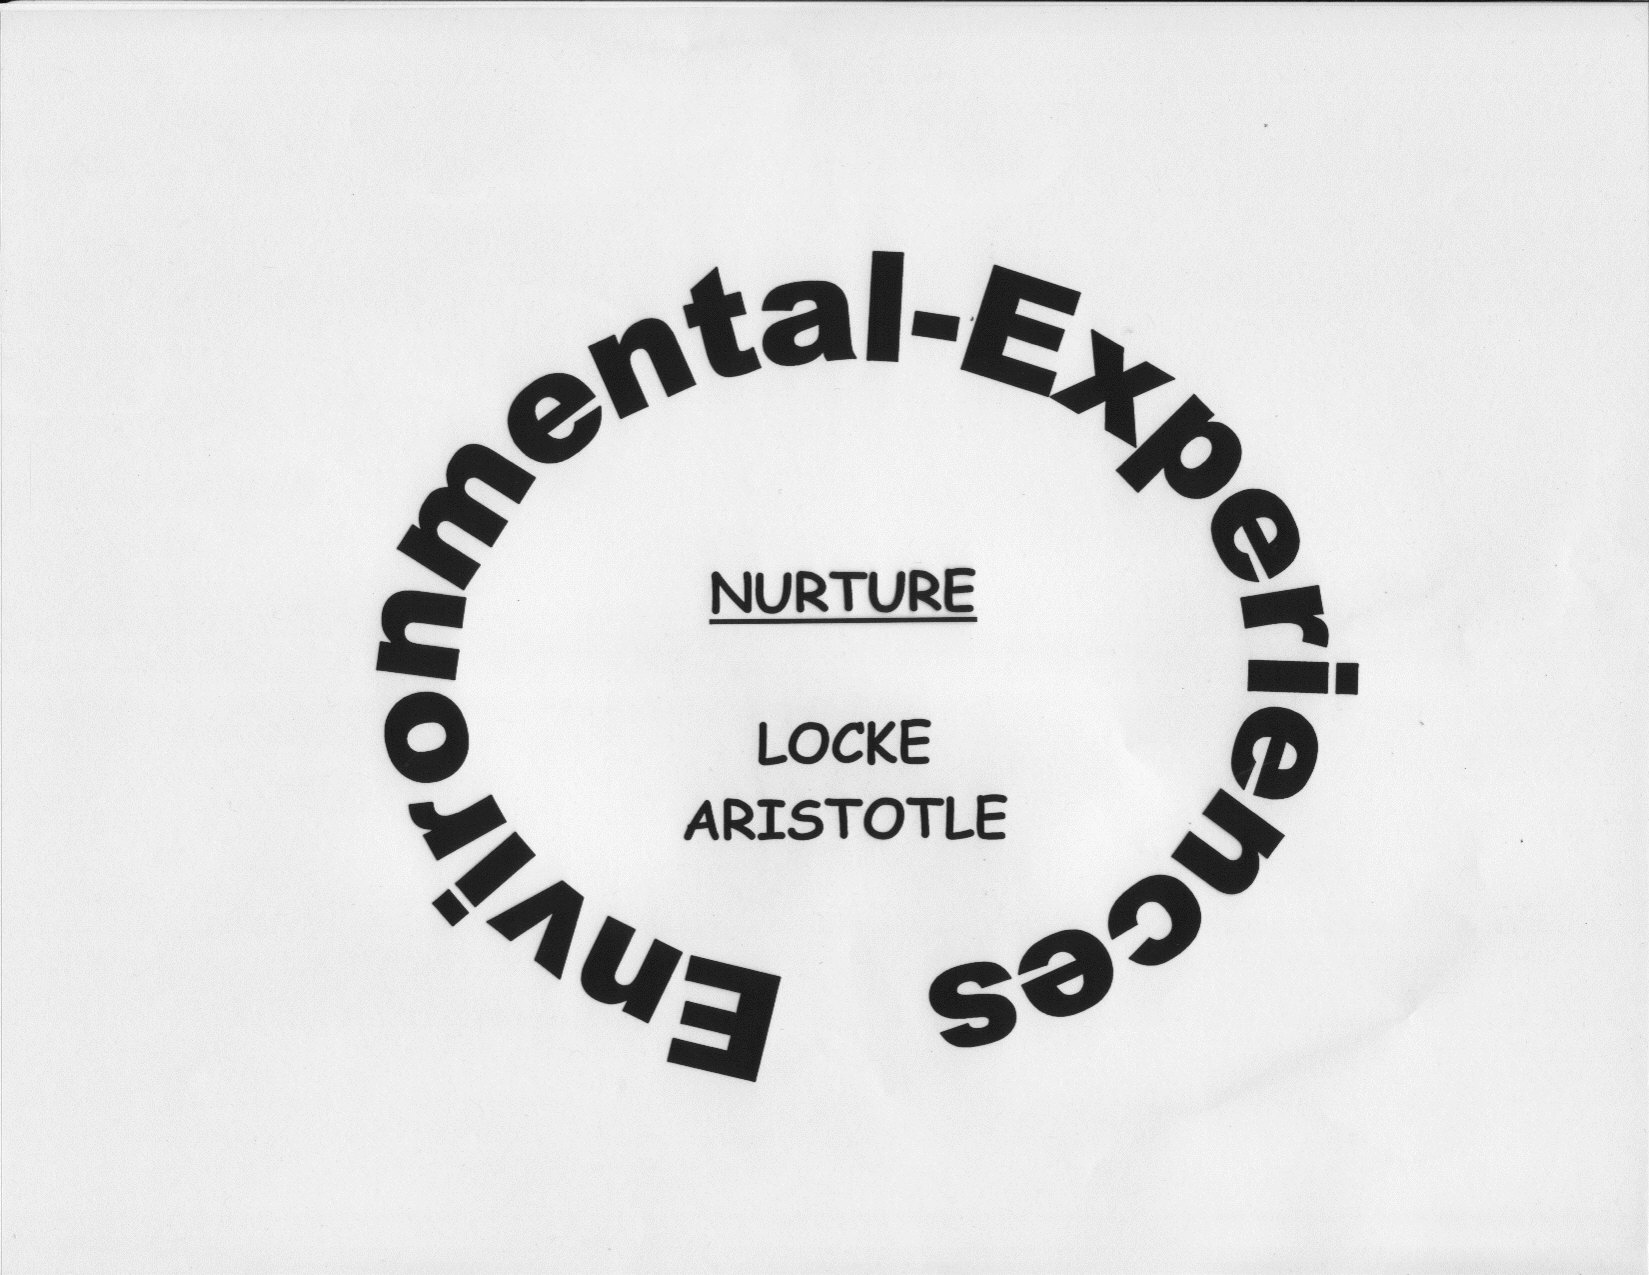 Environmental-Experiences
NURTURE
LOCKE
ARISTOTLE